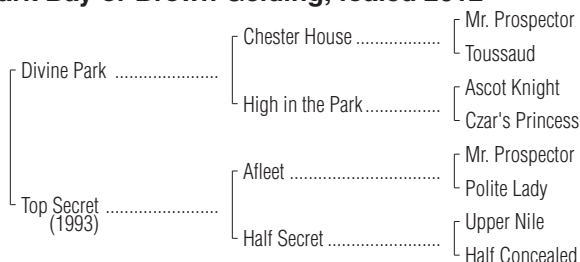 Dark Bay or Brown Gelding; foaled 2012
Mr. Prospector
Chester House ..................
Toussaud
Divine Park ......................
Ascot Knight
High in the Park ................
Czar's Princess
Mr. Prospector
Afleet ................................
Polite Lady
Top Secret ........................
(1993)
Upper Nile
Half Secret ........................
Half Concealed